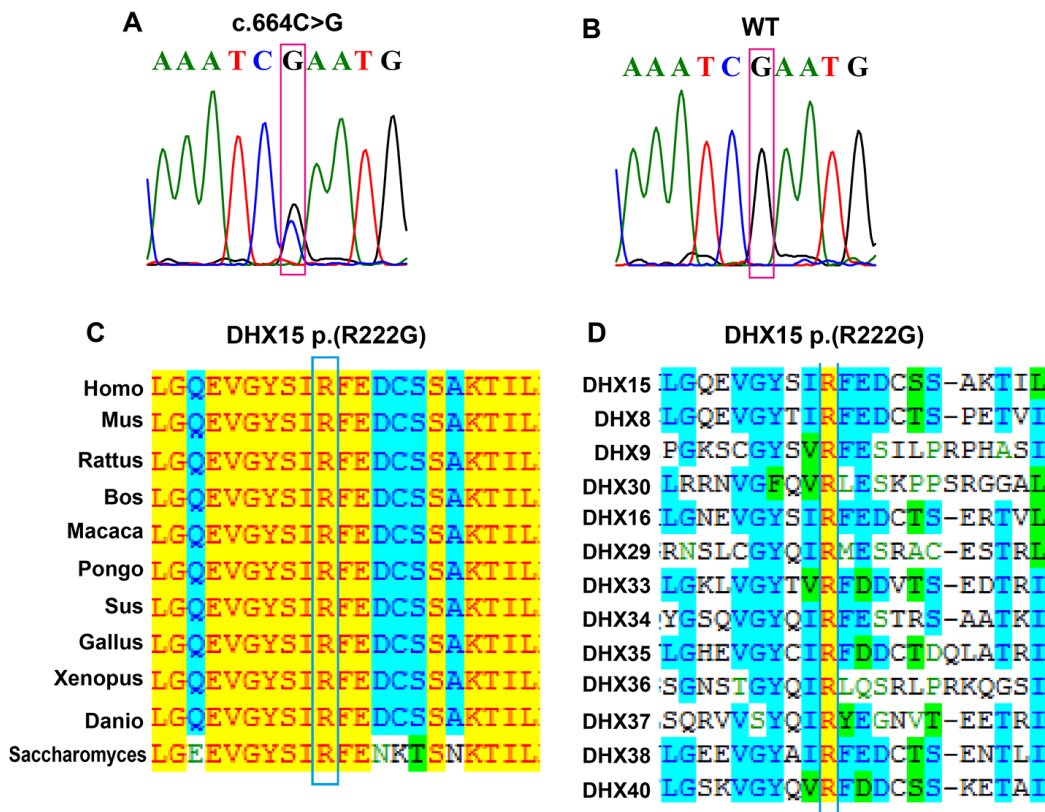 A
c.664C>G
AAATCGAATG
B
WT
AAATCGAATG
C
DHX15 p.(R222G)
Homo LGQEVGYSIRFEDCSSAKTIL
Mus LGQEVGYSIRFEDCSSAKTIL
Rattus LGQEVGYSIRFEDCSSAKTIL
Bos LGQEVGYSIRFEDCSSAKTIL
Macaca LGQEVGYSIRFEDCSSAKTIL
Pongo LGQEVGYSIRFEDCSSAKTIL
Sus LGQEVGYSIRFEDCSSAKTIL
Gallus LGQEVGYSIRFEDCSSAKTIL
Xenopus LGQEVGYSIRFEDCSSAKTIL
Danio LGQEVGYSIRFEDCSSAKTIL
Saccharomyces LGEEVGYSIRFENKTSNKTIL
D
DHX15 p.(R222G)
DHX15 LGQEVGYSIRFEDCSS-AKTIL
DHX8 LGQEVGYTIRFEDCTS-PETVI
DHX9 PGKSCGYSVRFESILPRPHASI
DHX30 LRRNVGFQVRLESKPPSRGGAL
DHX16 LGNEVGYSIRFEDCTS-ERTVL
DHX29 RNSLCGYQIRMESRAC-ESTRL
DHX33 LGKLVGYTVRFDDVTS-EDTRI
DHX34 YGSQVGYQIRFESTRS-AATKI
DHX35 LGHEVGYCIRFDDCTDQLATRI
DHX36 SGNSTGYQIRLQSRLPRKQGSI
DHX37 SQRVVSYQIRYEGNVT-EETRI
DHX38 LGEEVGYAIRFEDCTS-ENTLI
DHX40 LGSKVGYQVRFDDCSS-KETAI